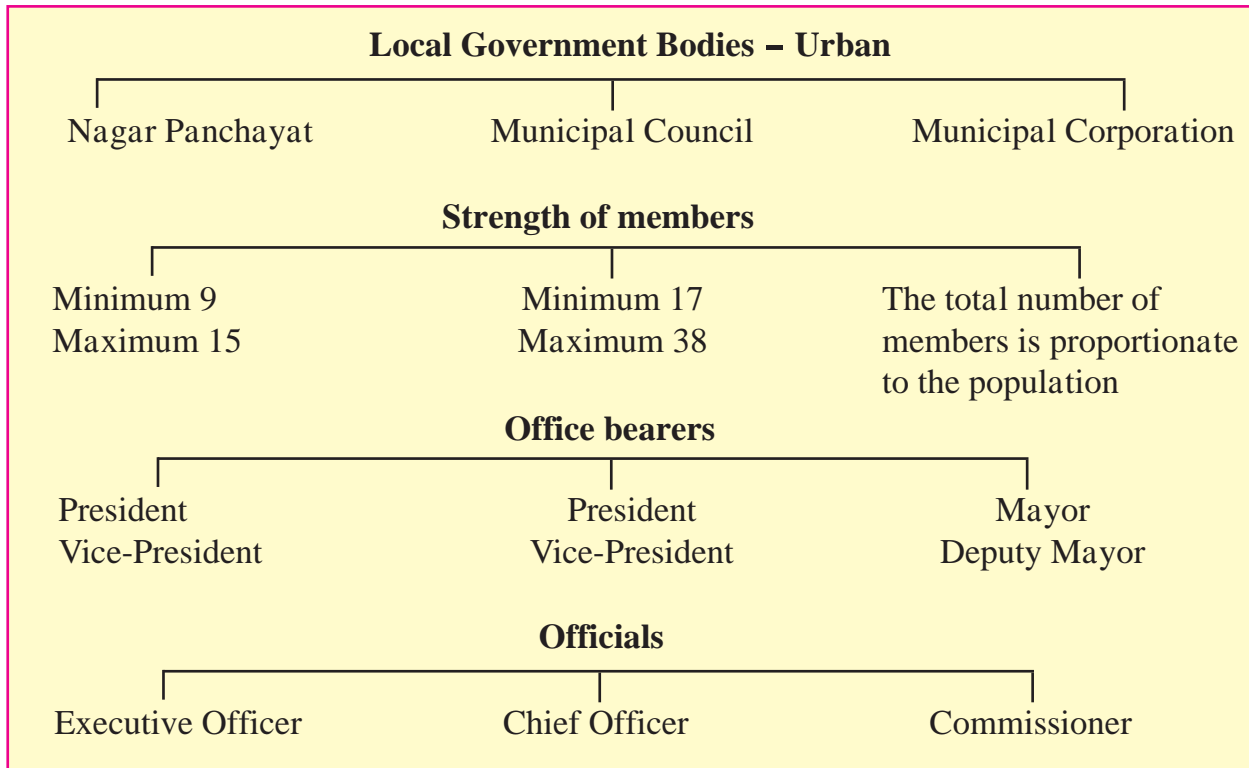 Local Government Bodies – Urban
Nagar Panchayat Municipal Council Municipal Corporation
Strength of members
Minimum 9 Minimum 17 The total number of
Maximum 15 Maximum 38 members is proportionate
to the population
Office bearers
President President Mayor
Vice-President Vice-President Deputy Mayor
Officials
Executive Officer Chief Officer Commissioner